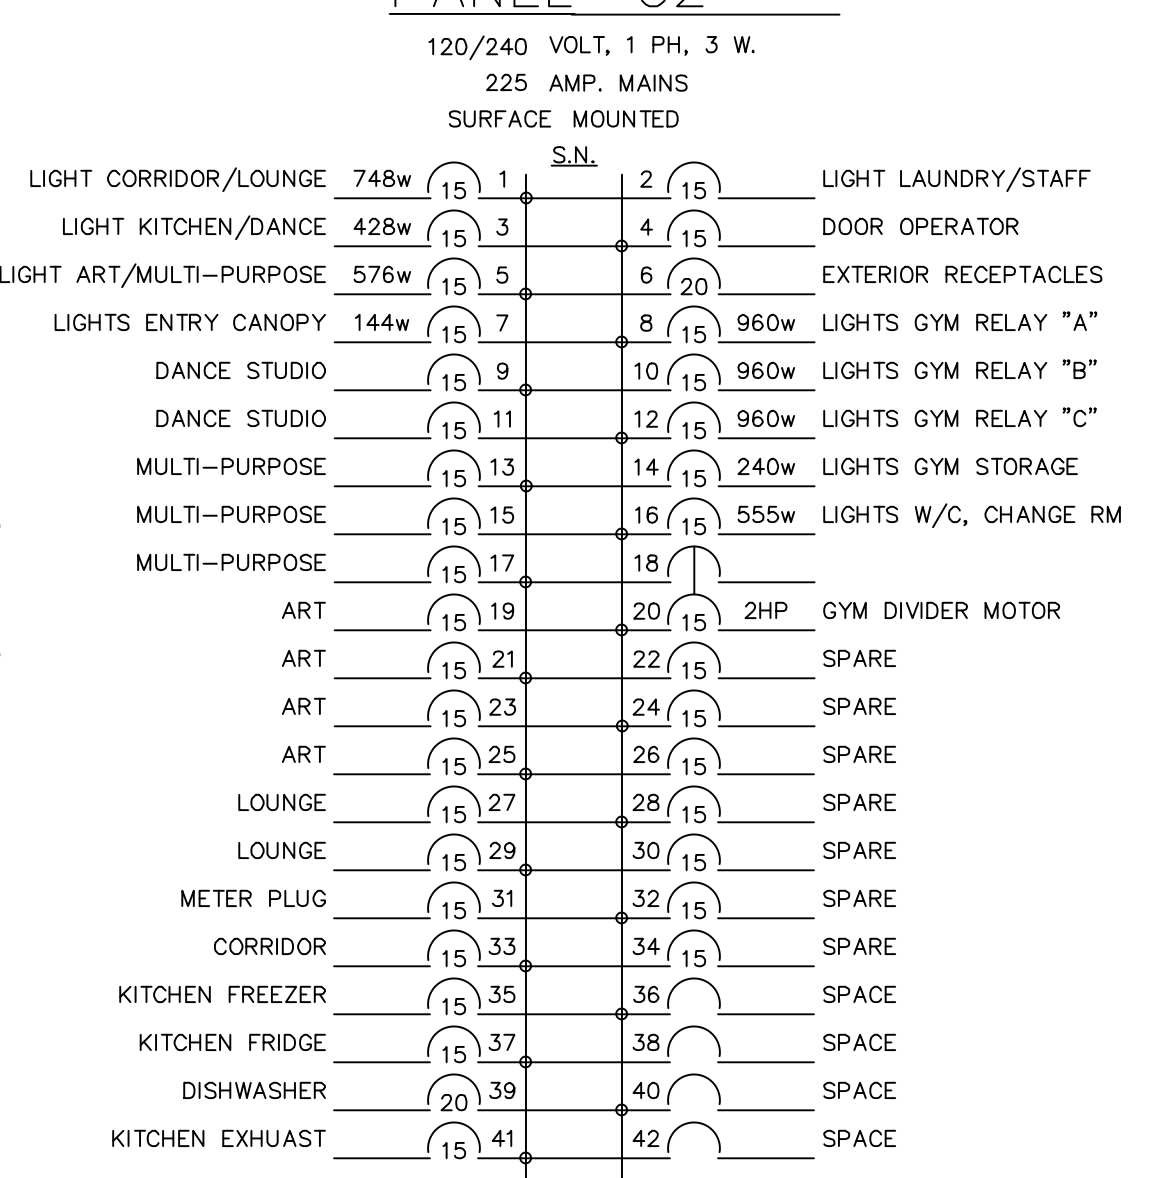 120/240 VOLT, 1 PH, 3 W.
225 AMP. MAINS
SURFACE MOUNTED
S.N.
LIGHT CORRIDOR/LOUNGE 748w 15 1 2 15 LIGHT LAUNDRY/STAFF
LIGHT KITCHEN/DANCE 428w 15 3 4 15 DOOR OPERATOR
LIGHT ART/MULTI-PURPOSE 576w 15 5 6 20 EXTERIOR RECEPTACLES
LIGHTS ENTRY CANOPY 144w 15 7 8 15 960w LIGHTS GYM RELAY "A"
DANCE STUDIO 15 9 10 15 960w LIGHTS GYM RELAY "B"
DANCE STUDIO 15 11 12 15 960w LIGHTS GYM RELAY "C"
MULTI-PURPOSE 15 13 14 15 240w LIGHTS GYM STORAGE
MULTI-PURPOSE 15 15 16 15 555w LIGHTS W/C, CHANGE RM
MULTI-PURPOSE 15 17 18
ART 15 19 20 15 2HP GYM DIVIDER MOTOR
ART 15 21 22 15 SPARE
ART 15 23 24 15 SPARE
ART 15 25 26 15 SPARE
LOUNGE 15 27 28 15 SPARE
LOUNGE 15 29 30 15 SPARE
METER PLUG 15 31 32 15 SPARE
CORRIDOR 15 33 34 15 SPARE
KITCHEN FREEZER 15 35 36 SPACE
KITCHEN FRIDGE 15 37 38 SPACE
DISHWASHER 20 39 40 SPACE
KITCHEN EXHUAST 15 41 42 SPACE